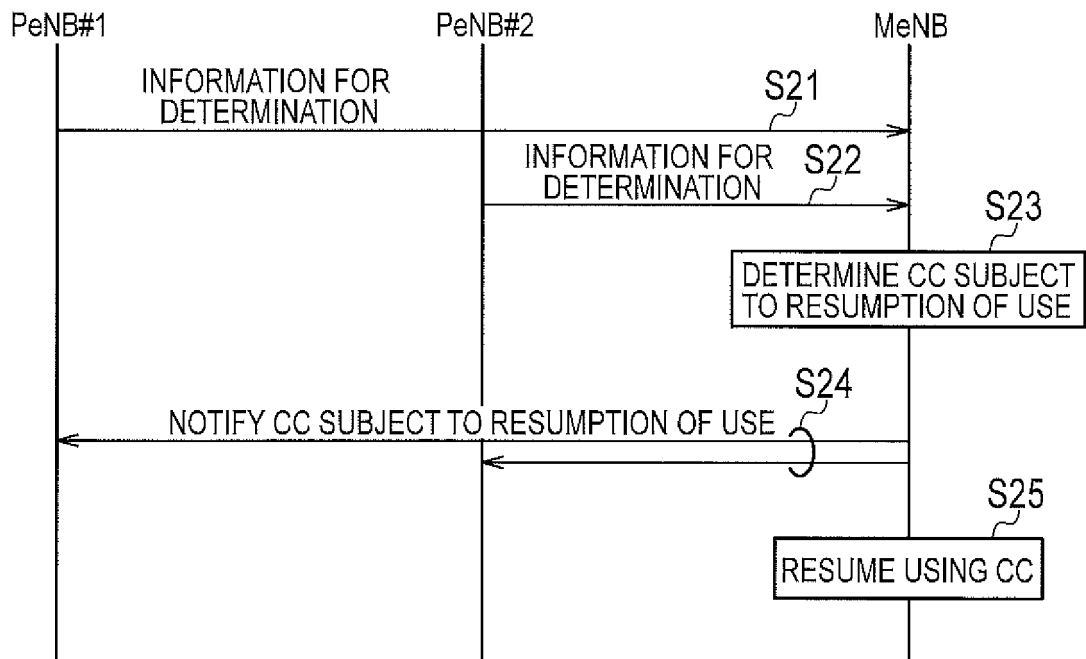 PeNB#1 PeNB#2 MeNB
INFORMATION FOR
DETERMINATION
S21
INFORMATION FOR
DETERMINATION
S22
S23
DETERMINE CC SUBJECT
TO RESUMPTION OF USE
S24
NOTIFY CC SUBJECT TO RESUMPTION OF USE
S25
RESUME USING CC